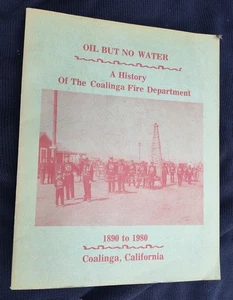 OIL BUT NO WATER
A History
Of The Coalinga Fire Department
1890 to 1980
Coalinga, California